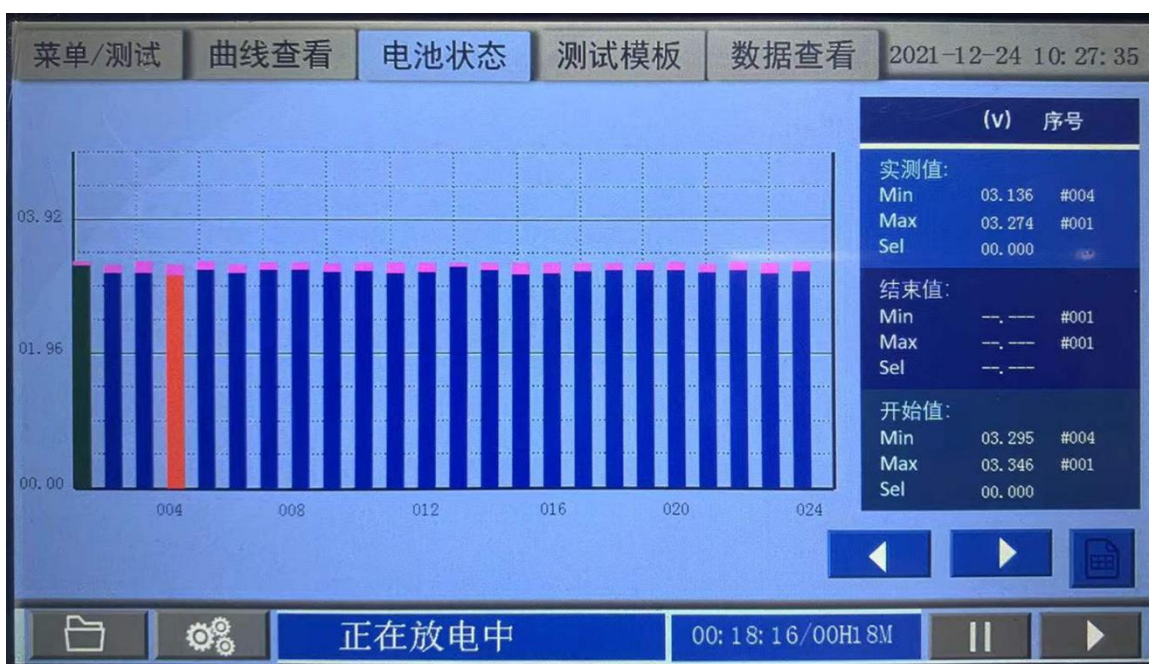 菜单/测试 曲线查看 电池状态 测试模板 数据查看 2021-12-24 10:27:35
(v) 序号
实测值:
Min 03.136 #004
Max 03.274 #001
Sel 00.000
结束值:
Min --.--- #001
Max --.--- #001
Sel --.---
开始值:
Min 03.295 #004
Max 03.346 #001
Sel 00.000
03.92
01.96
00.00
004 008 012 016 020 024
正在放电中 00:18:16/00H18M